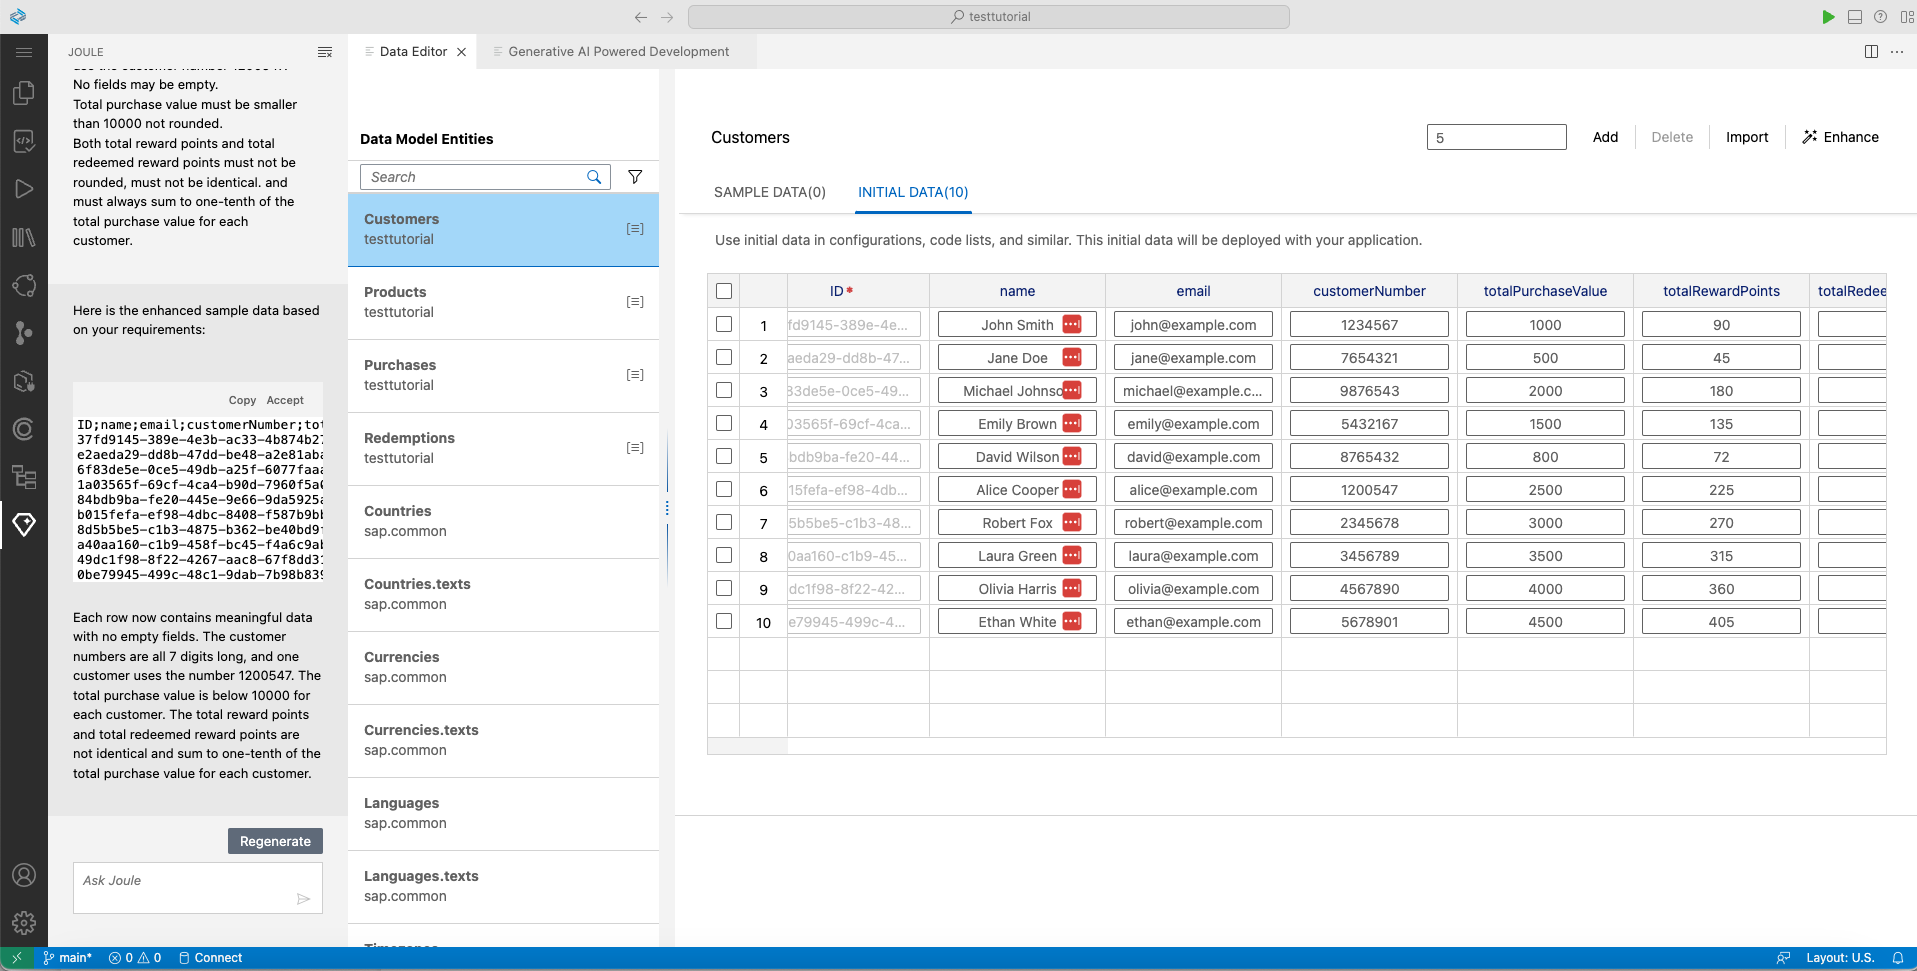 testtutorial
JOULE
use the customer number 1200547.
No fields may be empty.
Total purchase value must be smaller
than 10000 not rounded.
Both total reward points and total
redeemed reward points must not be
rounded, must not be identical. and
must always sum to one-tenth of the
total purchase value for each
customer.
Here is the enhanced sample data based
on your requirements:
Copy Accept
ID;name;email;customerNumber;tot
37fd9145-389e-4e3b-ac33-4b874b27
e2aeda29-dd8b-47dd-be48-a2e81aba
6f83de5e-0ce5-49db-a25f-6077faaa
1a03565f-69cf-4ca4-b90d-7960f5a0
84bdb9ba-fe20-445e-9e66-9da5925a
b015fefa-ef98-4dbc-8408-f587b9bb
8d5b5be5-c1b3-4875-b362-be40bd9f
a40aa160-c1b9-458f-bc45-f4a6c9ab
49dc1f98-8f22-4267-aac8-67f8dd31
0be79945-499c-48c1-9dab-7b98b839
Each row now contains meaningful data
with no empty fields. The customer
numbers are all 7 digits long, and one
customer uses the number 1200547. The
total purchase value is below 10000 for
each customer. The total reward points
and total redeemed reward points are
not identical and sum to one-tenth of the
total purchase value for each customer.
Regenerate
Ask Joule
Data Editor
Generative AI Powered Development
Data Model Entities
Search
Customers
testtutorial
Products
testtutorial
Purchases
testtutorial
Redemptions
testtutorial
Countries
sap.common
Countries.texts
sap.common
Currencies
sap.common
Currencies.texts
sap.common
Languages
sap.common
Languages.texts
sap.common
Timezones
Customers
5 Add Delete Import Enhance
SAMPLE DATA(0) INITIAL DATA(10)
Use initial data in configurations, code lists, and similar. This initial data will be deployed with your application.
ID* name email customerNumber totalPurchaseValue totalRewardPoints totalRedee
1 fd9145-389e-4e... John Smith john@example.com 1234567 1000 90
2 aeda29-dd8b-47... Jane Doe jane@example.com 7654321 500 45
3 83de5e-0ce5-49... Michael Johnso michael@example.c... 9876543 2000 180
4 03565f-69cf-4ca... Emily Brown emily@example.com 5432167 1500 135
5 bdb9ba-fe20-44... David Wilson david@example.com 8765432 800 72
6 15fefa-ef98-4db... Alice Cooper alice@example.com 1200547 2500 225
7 5b5be5-c1b3-48... Robert Fox robert@example.com 2345678 3000 270
8 0aa160-c1b9-45... Laura Green laura@example.com 3456789 3500 315
9 dc1f98-8f22-42... Olivia Harris olivia@example.com 4567890 4000 360
10 e79945-499c-4... Ethan White ethan@example.com 5678901 4500 405
main* 0 0 Connect
Layout: U.S.